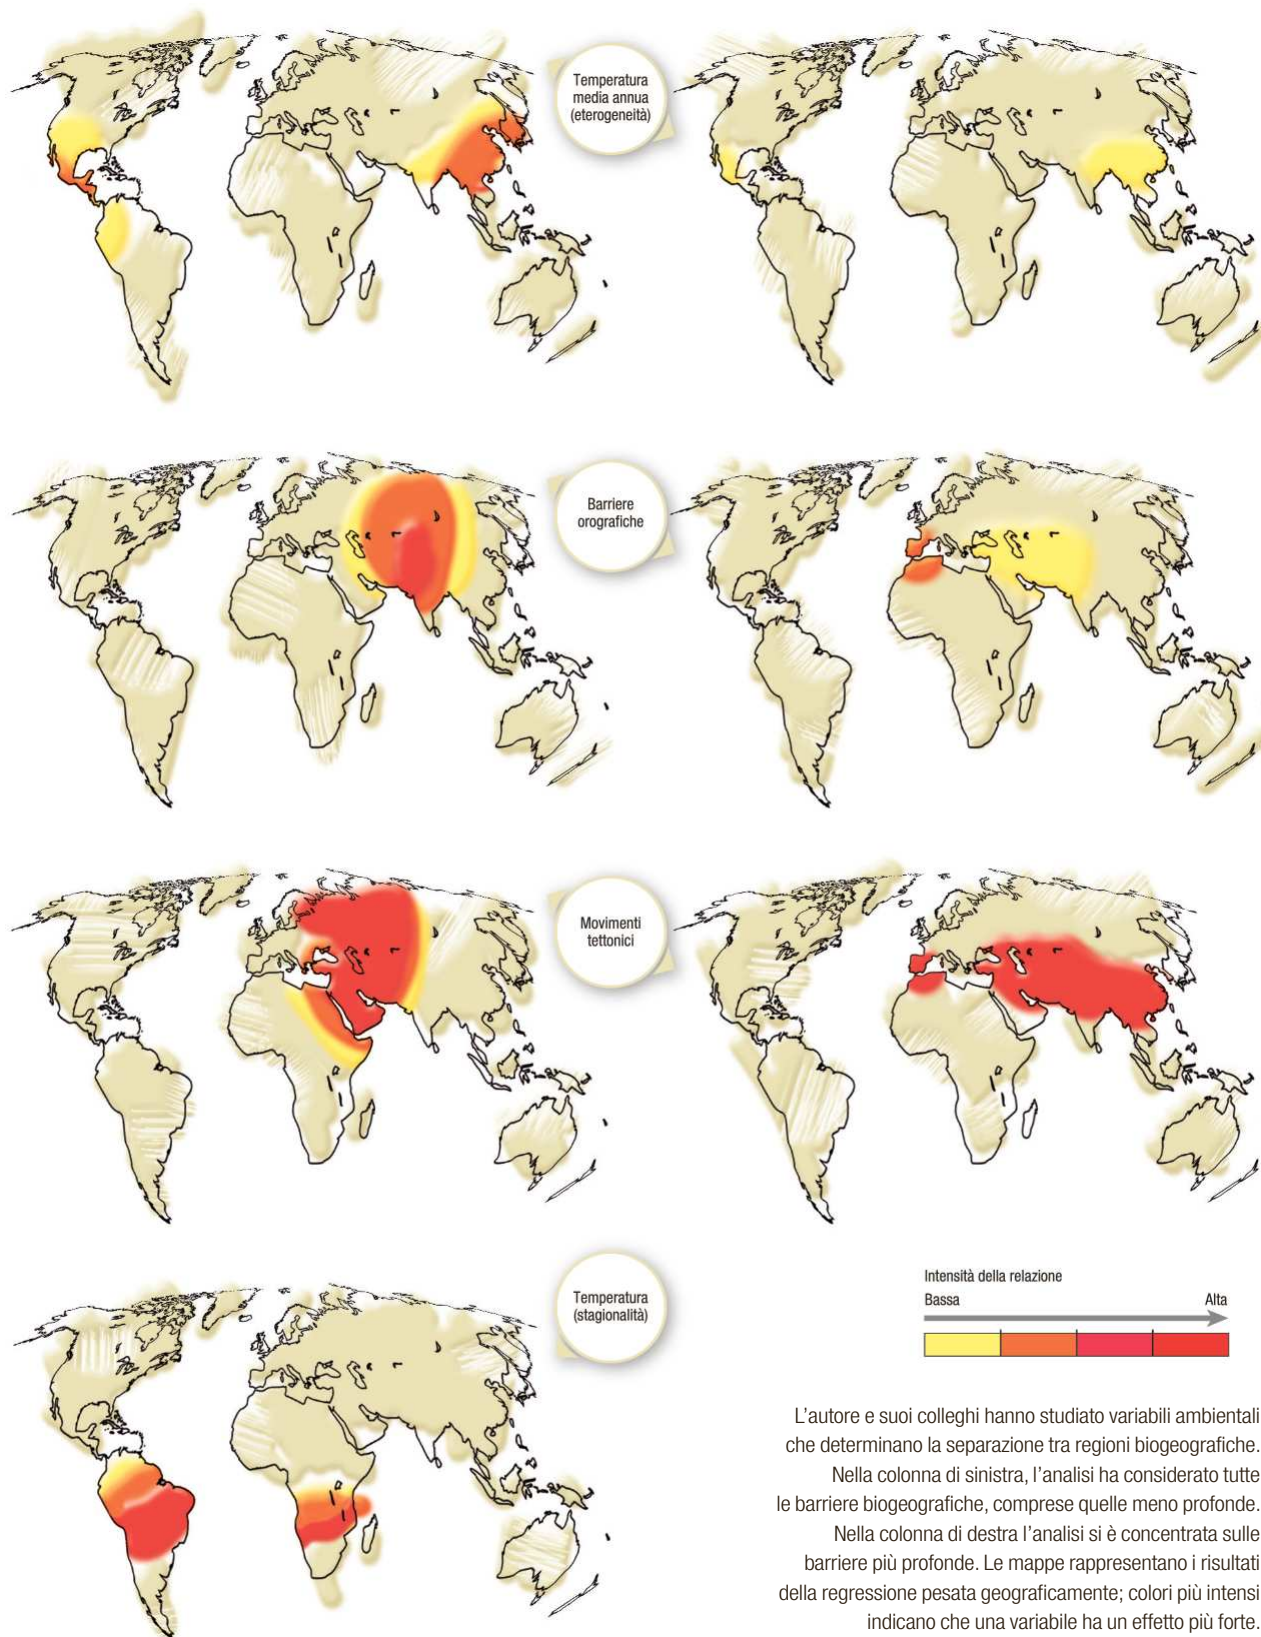 Temperatura
media annua
(eterogeneità)
Barriere
orografiche
Movimenti
tettonici
Temperatura
(stagionalità)
Intensità della relazione
Bassa
Alta
L'autore e suoi colleghi hanno studiato variabili ambientali
che determinano la separazione tra regioni biogeografiche.
Nella colonna di sinistra, l'analisi ha considerato tutte
le barriere biogeografiche, comprese quelle meno profonde.
Nella colonna di destra l'analisi si è concentrata sulle
barriere più profonde. Le mappe rappresentano i risultati
della regressione pesata geograficamente; colori più intensi
indicano che una variabile ha un effetto più forte.